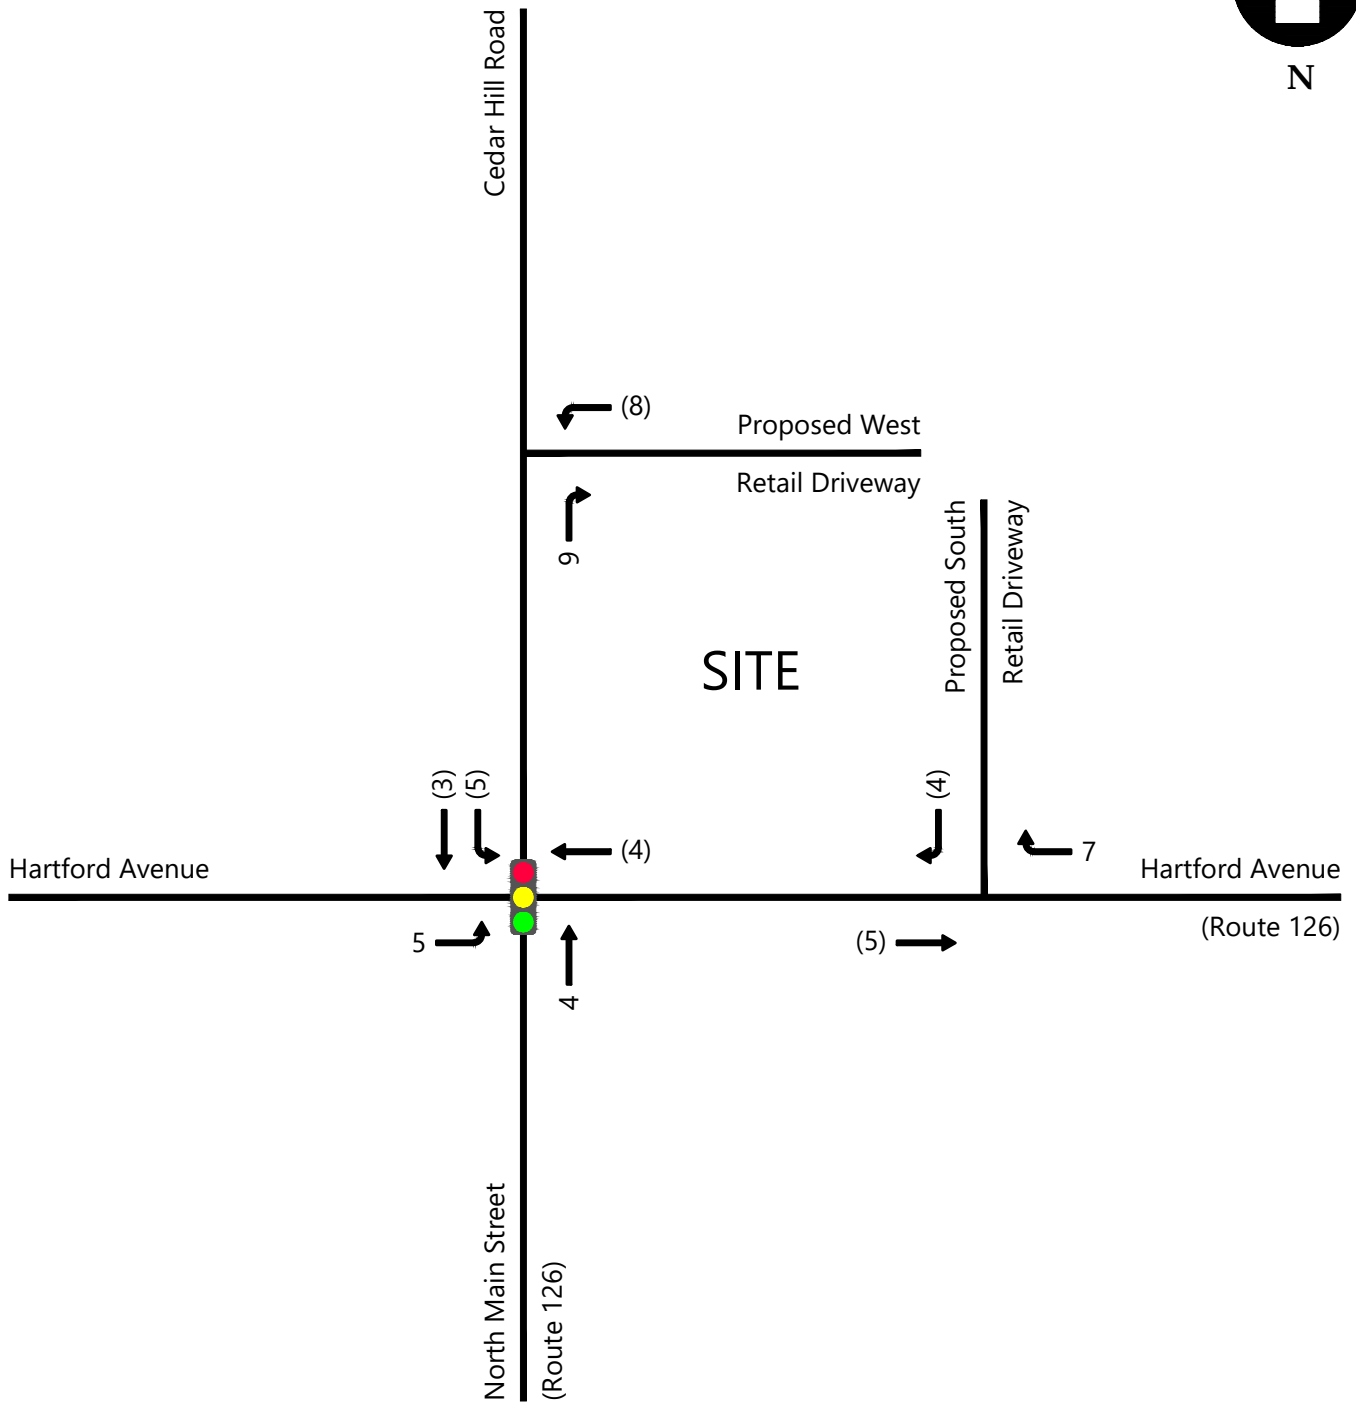 N
Cedar Hill Road
(8)
Proposed West
Retail Driveway
9
Proposed South
Retail Driveway
SITE
(3)
(5)
(4)
(4)
7
Hartford Avenue
Hartford Avenue
(Route 126)
5
(5)
4
North Main Street
(Route 126)